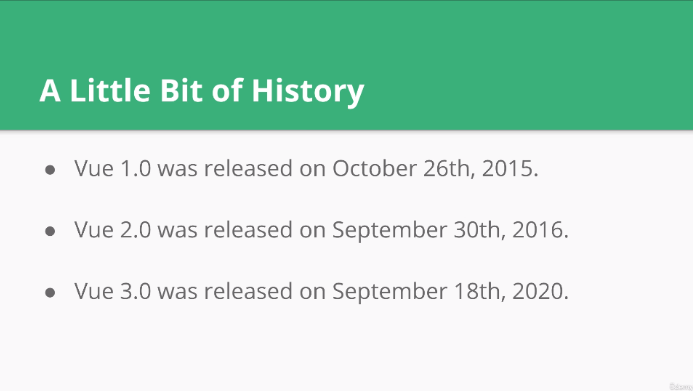 A Little Bit of History
● Vue 1.0 was released on October 26th, 2015.
● Vue 2.0 was released on September 30th, 2016.
● Vue 3.0 was released on September 18th, 2020.
Udemy